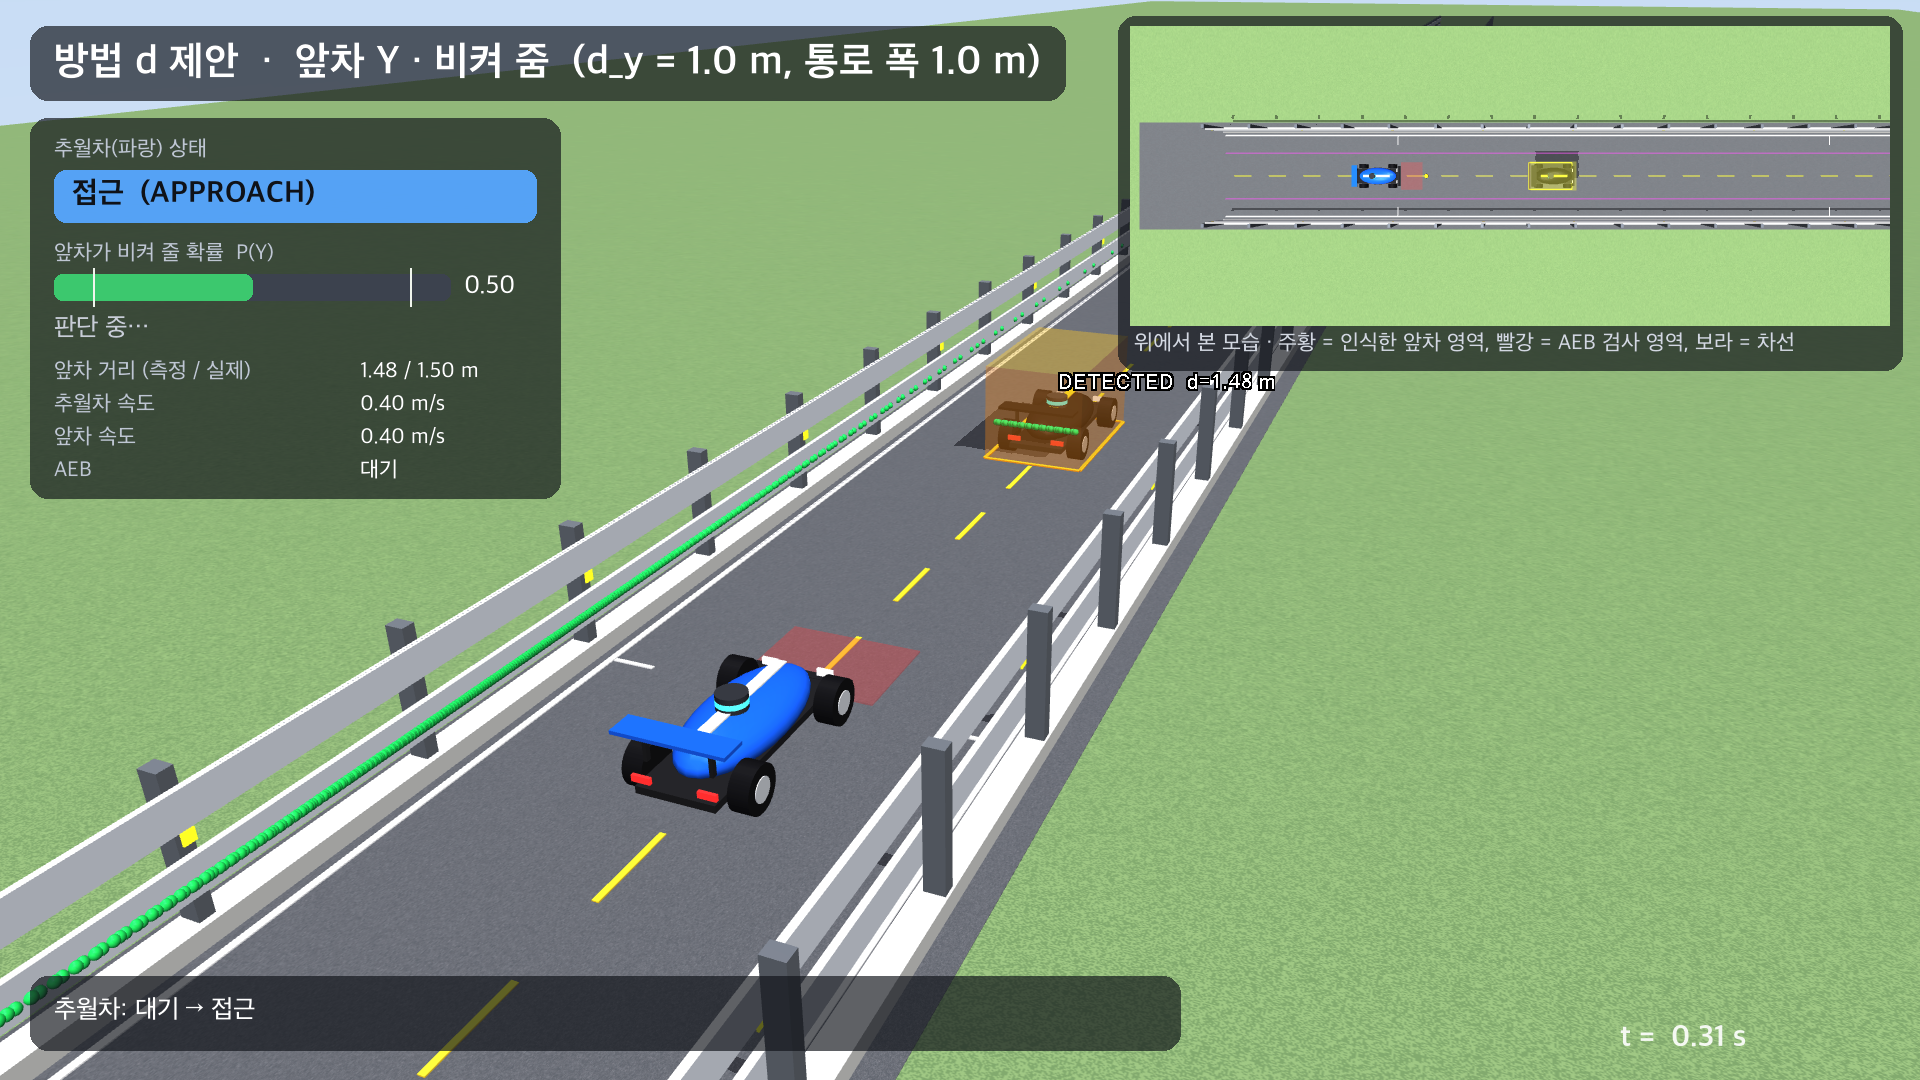 방법 d 제안 · 앞차 Y · 비켜 줌 (d_y = 1.0 m, 통로 폭 1.0 m)
추월차(파랑) 상태
접근 (APPROACH)
앞차가 비켜 줄 확률 P(Y)
0.50
판단 중…
앞차 거리 (측정 / 실제) 1.48 / 1.50 m
추월차 속도 0.40 m/s
앞차 속도 0.40 m/s
AEB 대기
위에서 본 모습 · 주황 = 인식한 앞차 영역, 빨강 = AEB 검사 영역, 보라 = 차선
DETECTED d=1.48 m
추월차: 대기 → 접근
t = 0.31 s